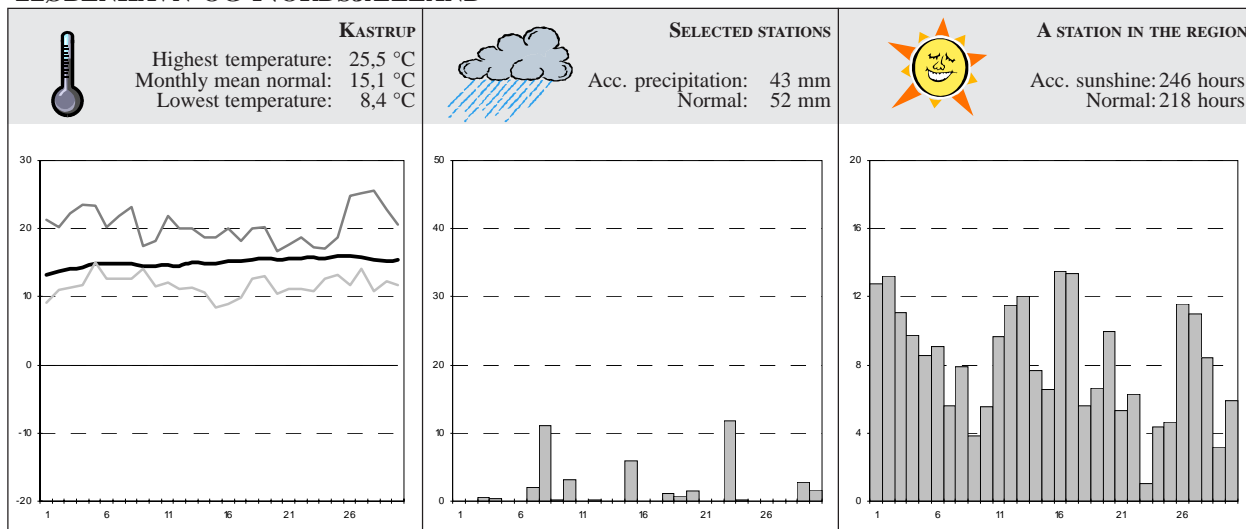 KASTRUP
Highest temperature: 25,5 °C
Monthly mean normal: 15,1 °C
Lowest temperature: 8,4 °C
SELECTED STATIONS
Acc. precipitation: 43 mm
Normal: 52 mm
A STATION IN THE REGION
Acc. sunshine: 246 hours
Normal: 218 hours
30
20
10
0
-10
-20
1 6 11 16 21 26
50
40
30
20
10
0
1 6 11 16 21 26
20
16
12
8
4
0
1 6 11 16 21 26